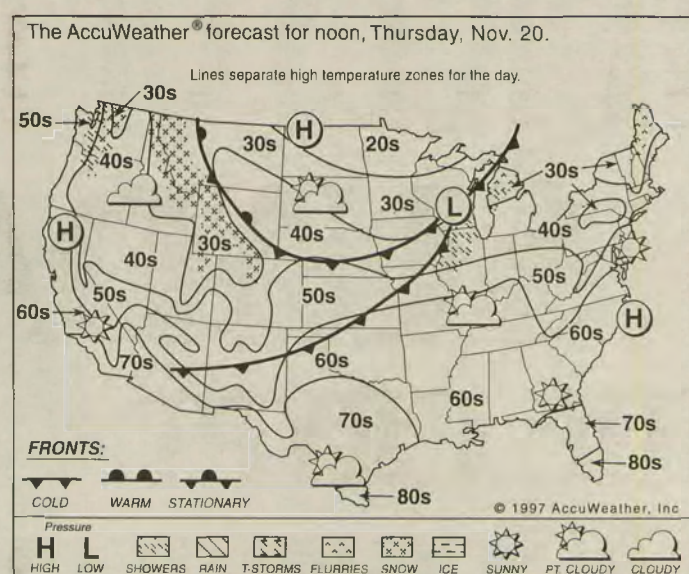 The AccuWeather® forecast for noon, Thursday, Nov. 20.
Lines separate high temperature zones for the day.
30s
50s
H
30s
20s
40s
30s
30s
L
H
40s
30s
40s
40s
50s
50s
50s
60s
H
60s
70s
60s
60s
70s
70s
80s
80s
FRONTS:
COLD WARM STATIONARY
© 1997 AccuWeather, Inc
Pressure
H L
HIGH LOW SHOWERS RAIN T-STORMS FLURRIES SNOW ICE SUNNY PT. CLOUDY CLOUDY